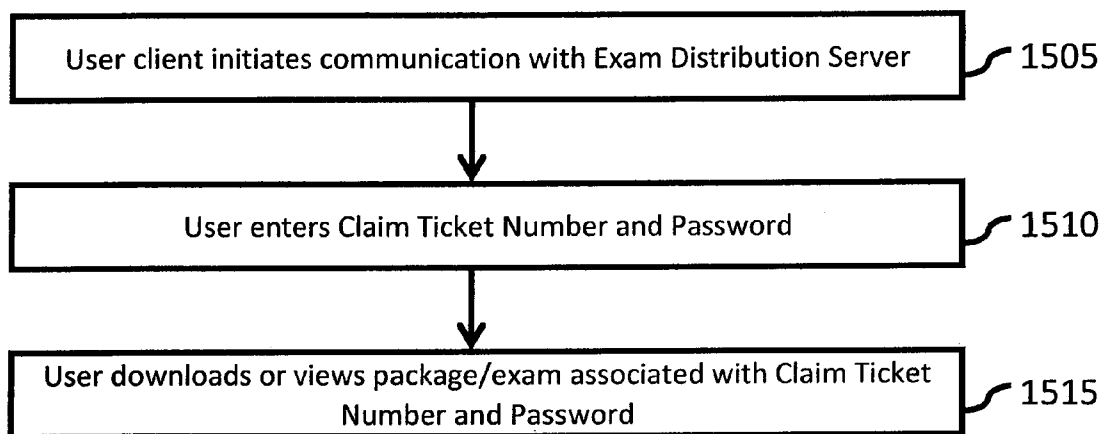 User client initiates communication with Exam Distribution Server
1505
User enters Claim Ticket Number and Password
1510
User downloads or views package/exam associated with Claim Ticket
Number and Password
1515